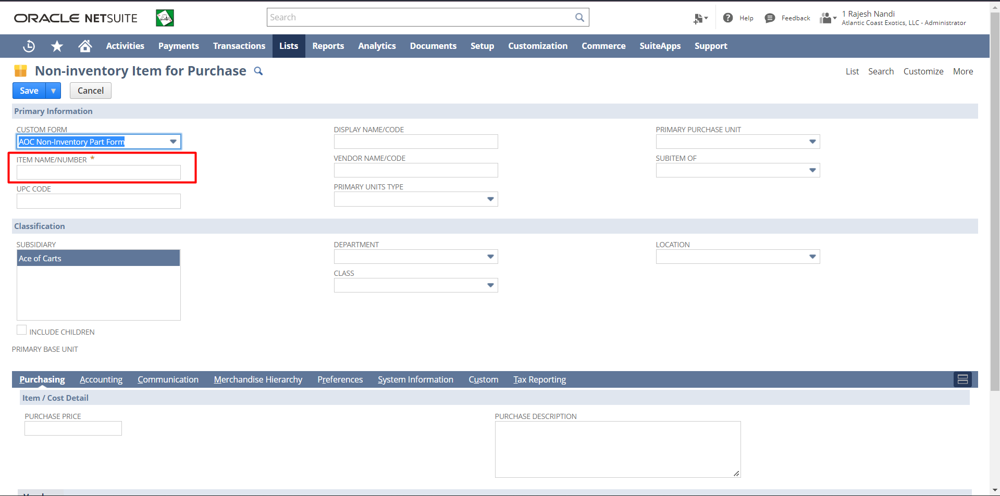 ORACLE NETSUITE
Search
Help
Feedback
1 Rajesh Nandi
Atlantic Coast Exotics, LLC - Administrator
Activities Payments Transactions Lists Reports Analytics Documents Setup Customization Commerce SuiteApps Support
Non-inventory Item for Purchase
List Search Customize More
Save Cancel
Primary Information
CUSTOM FORM
AOC Non-Inventory Part Form
ITEM NAME/NUMBER *
UPC CODE
DISPLAY NAME/CODE
VENDOR NAME/CODE
PRIMARY UNITS TYPE
PRIMARY PURCHASE UNIT
SUBITEM OF
Classification
SUBSIDIARY
Ace of Carts
INCLUDE CHILDREN
PRIMARY BASE UNIT
DEPARTMENT
CLASS
LOCATION
Purchasing Accounting Communication Merchandise Hierarchy Preferences System Information Custom Tax Reporting
Item / Cost Detail
PURCHASE PRICE
PURCHASE DESCRIPTION